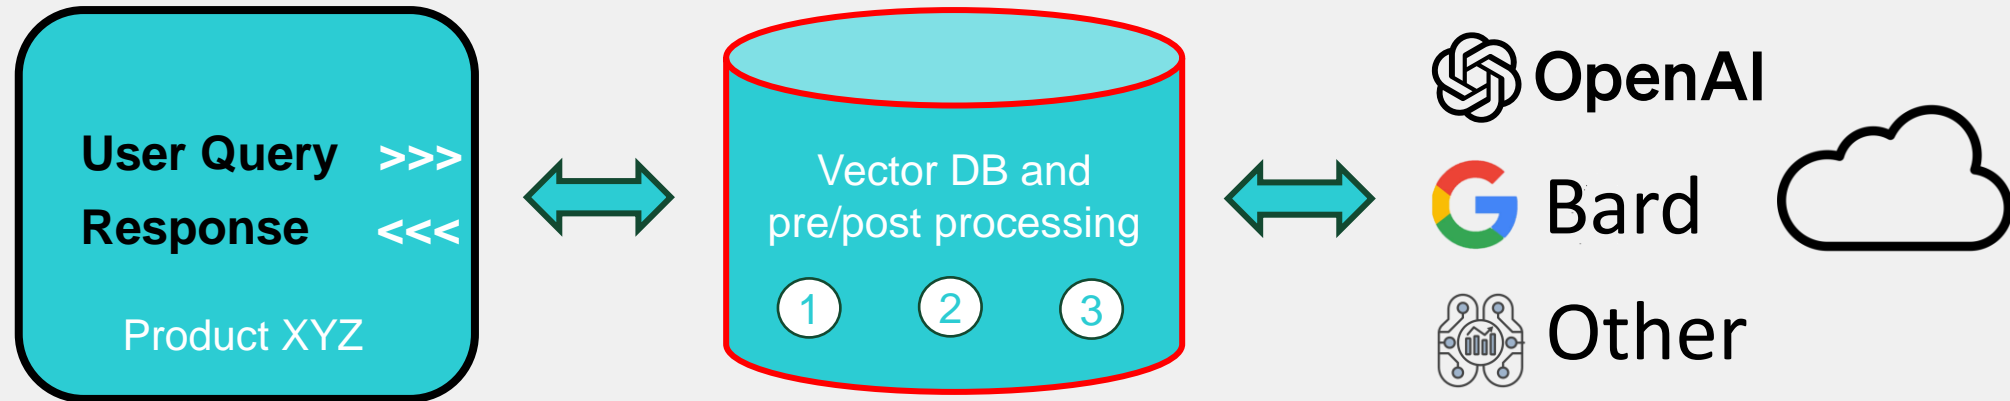 User Query >>>
Response <<<
Product XYZ
Vector DB and
pre/post processing
1 2 3
OpenAI
Bard
Other